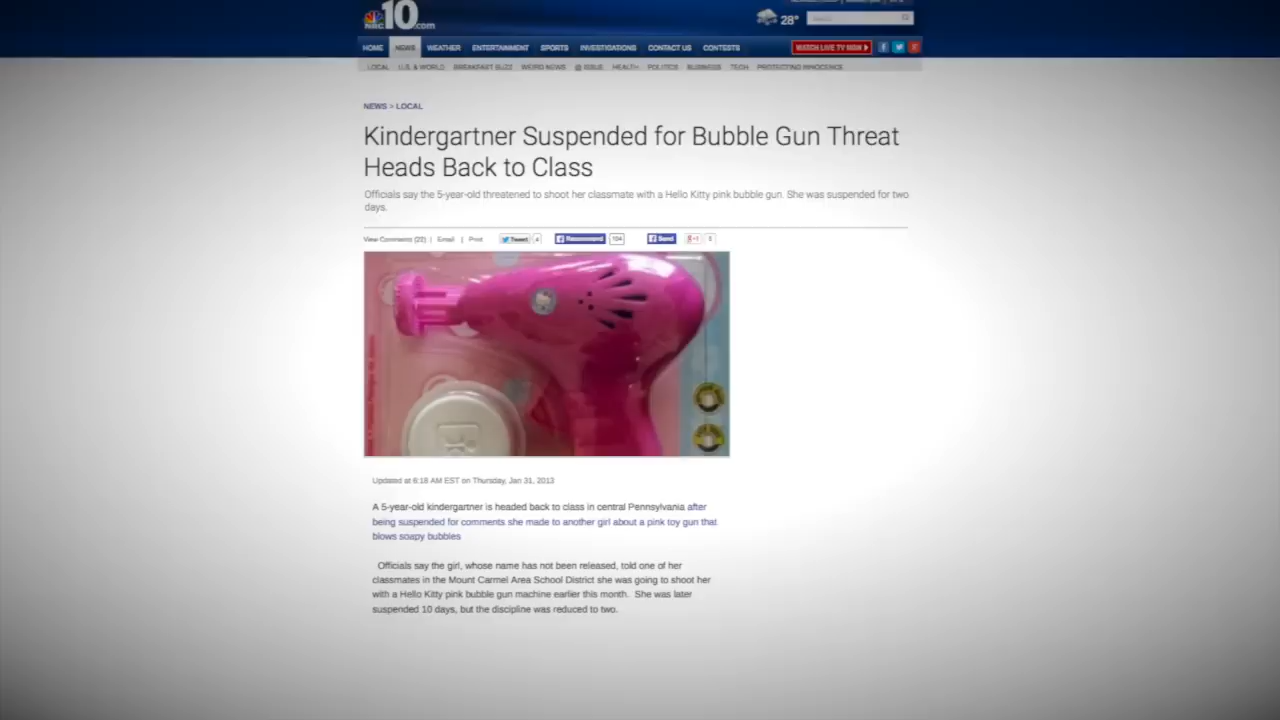 NBC 10.com
28°
HOME NEWS WEATHER ENTERTAINMENT SPORTS INVESTIGATIONS CONTACT US CONTESTS WATCH LIVE TV NOW
LOCAL U.S. & WORLD BREAKFAST BUZZ WEIRD NEWS @ ISSUE HEALTH POLITICS BUSINESS TECH PROTECTING INNOCENCE
NEWS > LOCAL
Kindergartner Suspended for Bubble Gun Threat
Heads Back to Class
Officials say the 5-year-old threatened to shoot her classmate with a Hello Kitty pink bubble gun. She was suspended for two
days.
View Comments (22) | Email | Print Tweet 4 Recommend 104 Send +1 5
Updated at 6:18 AM EST on Thursday, Jan 31, 2013
A 5-year-old kindergartner is headed back to class in central Pennsylvania after
being suspended for comments she made to another girl about a pink toy gun that
blows soapy bubbles
Officials say the girl, whose name has not been released, told one of her
classmates in the Mount Carmel Area School District she was going to shoot her
with a Hello Kitty pink bubble gun machine earlier this month. She was later
suspended 10 days, but the discipline was reduced to two.